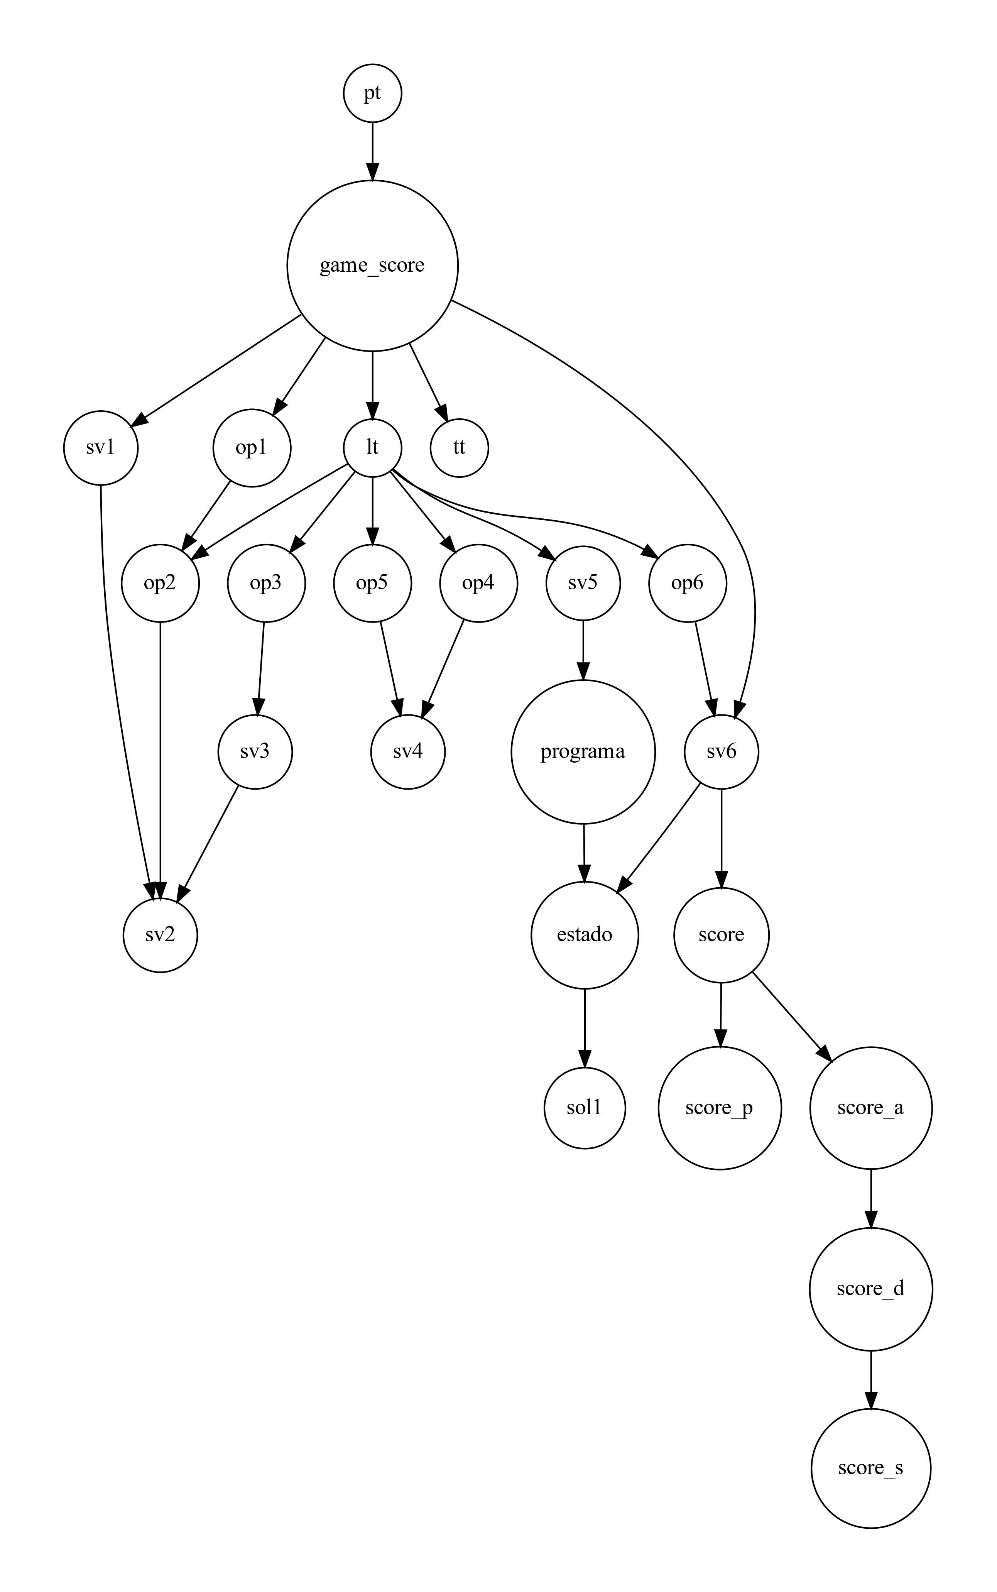 pt
game_score
sv1
op1
lt
tt
op2
op3
op5
op4
sv5
op6
sv3
sv4
programa
sv6
sv2
estado
score
sol1
score_p
score_a
score_d
score_s